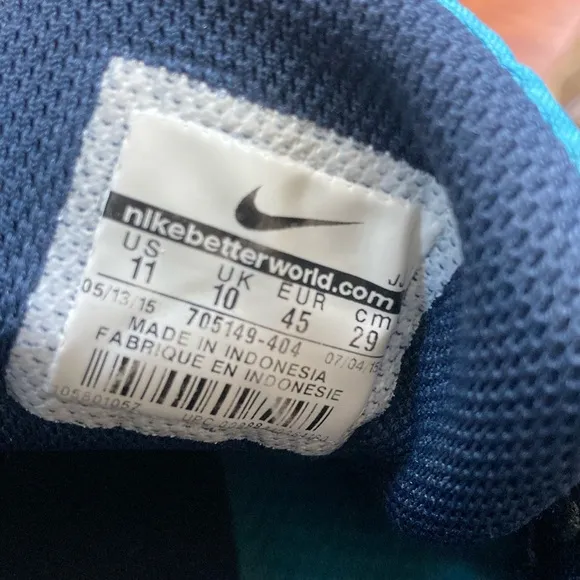 nikebetterworld.com
US UK EUR cm
11 10 45 29
05/13/15 705149-404 07/04/15
MADE IN INDONESIA
FABRIQUE EN INDONESIE
UPC